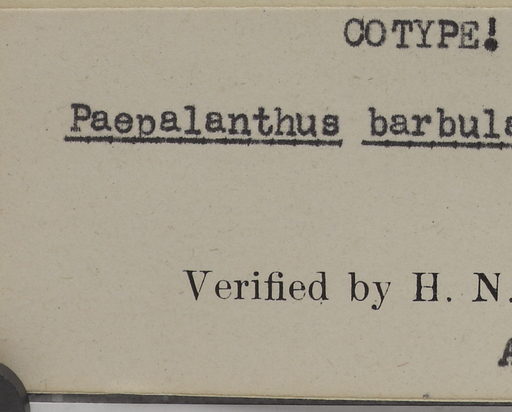 COTYPE!
Paepalanthus barbula
Verified by H. N.
A